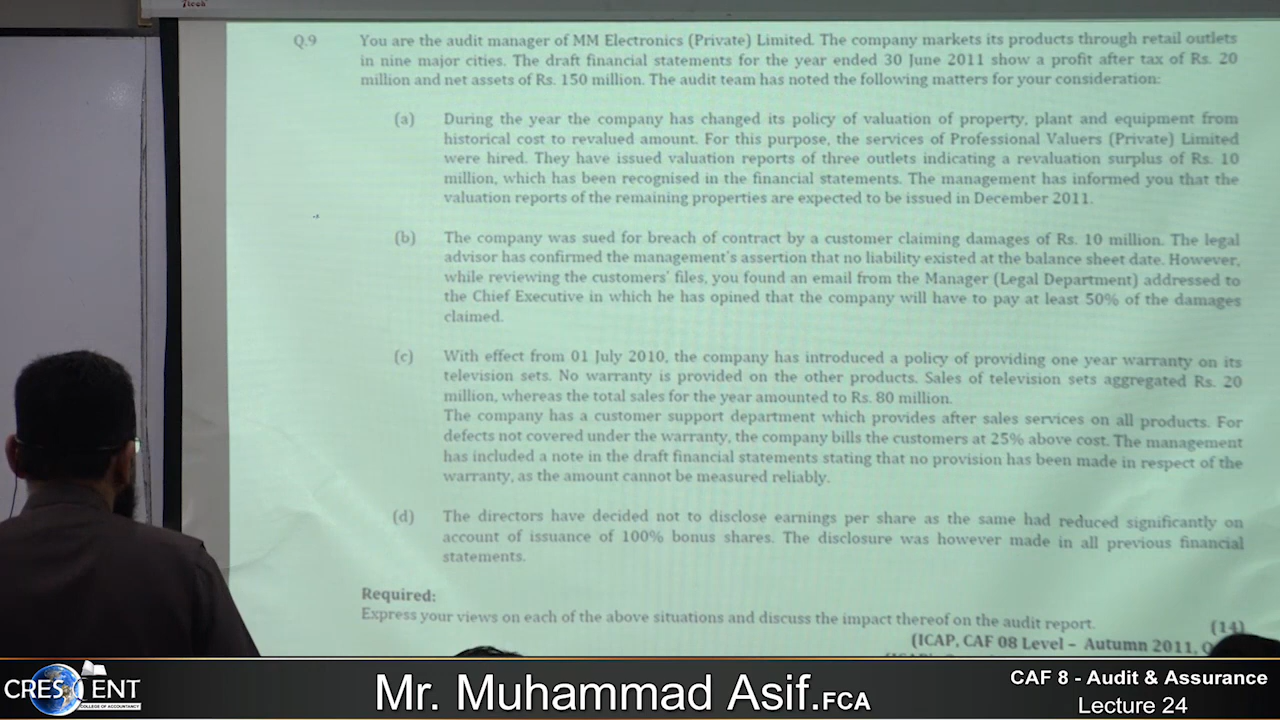 Q.9 You are the audit manager of MM Electronics (Private) Limited. The company markets its products through retail outlets
in nine major cities. The draft financial statements for the year ended 30 June 2011 show a profit after tax of Rs. 20
million and net assets of Rs. 150 million. The audit team has noted the following matters for your consideration:
(a) During the year the company has changed its policy of valuation of property, plant and equipment from
historical cost to revalued amount. For this purpose, the services of Professional Valuers (Private) Limited
were hired. They have issued valuation reports of three outlets indicating a revaluation surplus of Rs. 10
million, which has been recognised in the financial statements. The management has informed you that the
valuation reports of the remaining properties are expected to be issued in December 2011.
(b) The company was sued for breach of contract by a customer claiming damages of Rs. 10 million. The legal
advisor has confirmed the management's assertion that no liability existed at the balance sheet date. However,
while reviewing the customers' files, you found an email from the Manager (Legal Department) addressed to
the Chief Executive in which he has opined that the company will have to pay at least 50% of the damages
claimed.
(c) With effect from 01 July 2010, the company has introduced a policy of providing one year warranty on its
television sets. No warranty is provided on the other products. Sales of television sets aggregated Rs. 20
million, whereas the total sales for the year amounted to Rs. 80 million.
The company has a customer support department which provides after sales services on all products. For
defects not covered under the warranty, the company bills the customers at 25% above cost. The management
has included a note in the draft financial statements stating that no provision has been made in respect of the
warranty, as the amount cannot be measured reliably.
(d) The directors have decided not to disclose earnings per share as the same had reduced significantly on
account of issuance of 100% bonus shares. The disclosure was however made in all previous financial
statements.
Required:
Express your views on each of the above situations and discuss the impact thereof on the audit report. (14)
(ICAP, CAF 08 Level – Autumn 2011, Q
CRESCENT
COLLEGE OF ACCOUNTANCY
Mr. Muhammad Asif.FCA
CAF 8 - Audit & Assurance
Lecture 24